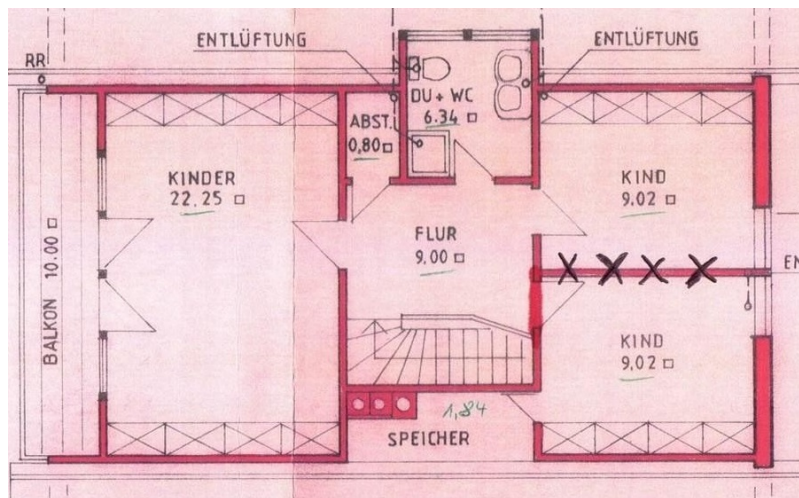 ENTLÜFTUNG
ENTLÜFTUNG
RR
DU + WC
6.34 □
ABST.
0,80 □
KINDER
22,25 □
KIND
9,02 □
FLUR
9,00 □
EN
BALKON 10.00 □
KIND
9,02 □
1,84
SPEICHER